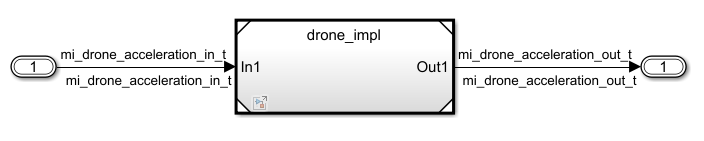 drone_impl
mi_drone_acceleration_in_t
mi_drone_acceleration_out_t
1
In1
Out1
1
mi_drone_acceleration_in_t
mi_drone_acceleration_out_t